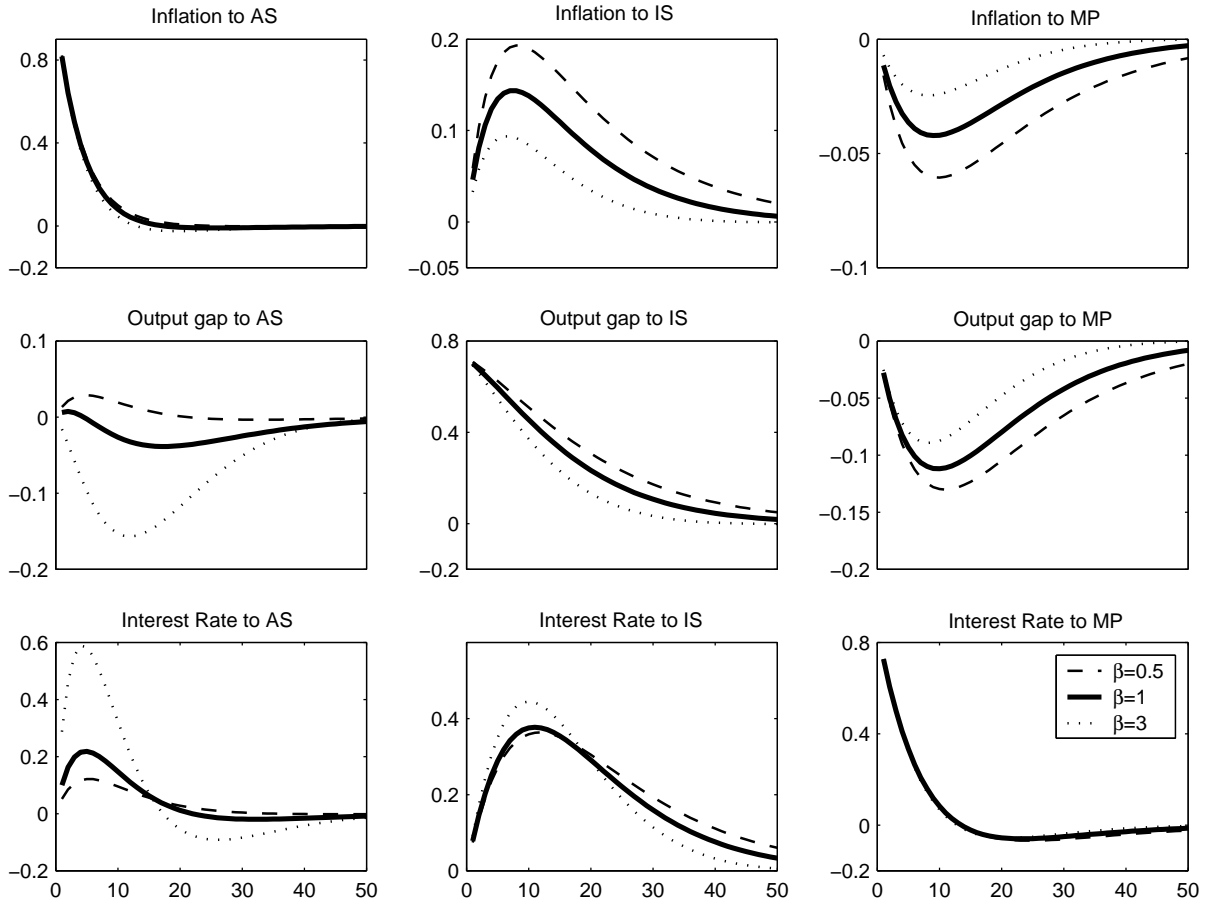 Inflation to AS
0.8
0.4
0
−0.2
Inflation to IS
0.2
0.1
0
−0.05
Inflation to MP
0
−0.05
−0.1
Output gap to AS
0.1
0
−0.1
−0.2
Output gap to IS
0.8
0.4
0
−0.2
Output gap to MP
0
−0.05
−0.1
−0.15
−0.2
Interest Rate to AS
0.6
0.4
0.2
0
−0.2
0 10 20 30 40 50
Interest Rate to IS
0.4
0.2
0
0 10 20 30 40 50
Interest Rate to MP
0.8
0.4
0
−0.2
0 10 20 30 40 50
β=0.5
β=1
β=3